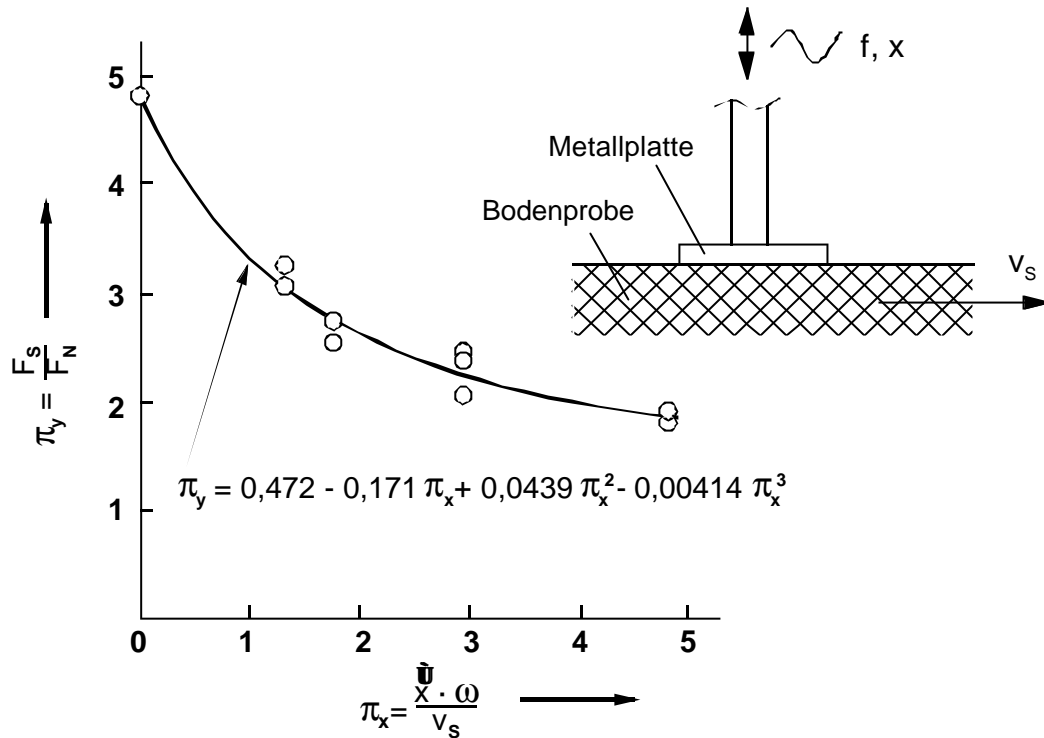 f, x
5
Metallplatte
4
Bodenprobe
v_S
3
π_y = F_S / F_N
2
π_y = 0,472 - 0,171 π_x + 0,0439 π_x² - 0,00414 π_x³
1
0 1 2 3 4 5
π_x = x · ω / v_S